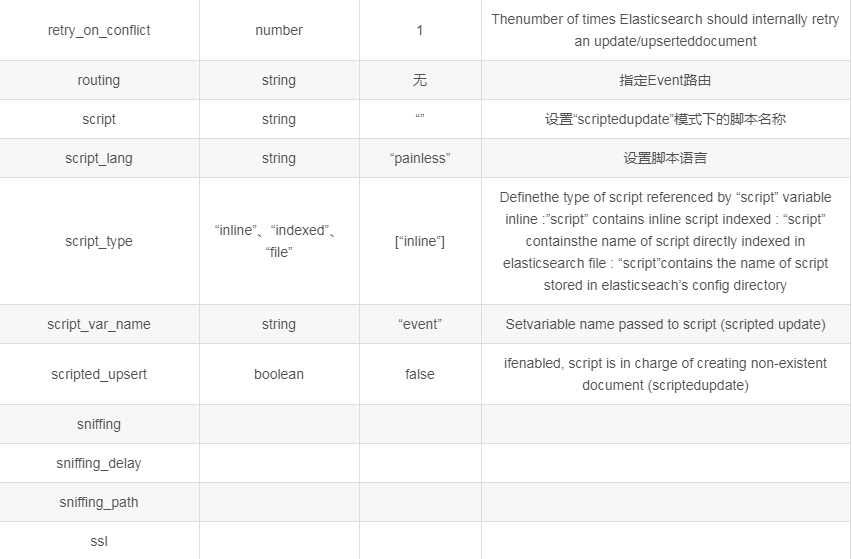 retry_on_conflict number 1 Thenumber of times Elasticsearch should internally retry
an update/upserteddocument
routing string 无 指定Event路由
script string “” 设置“scriptedupdate”模式下的脚本名称
script_lang string “painless” 设置脚本语言
script_type “inline”、“indexed”、
“file” [“inline”] Definethe type of script referenced by “script” variable
inline :”script” contains inline script indexed : “script”
containsthe name of script directly indexed in
elasticsearch file : “script”contains the name of script
stored in elasticseach’s config directory
script_var_name string “event” Setvariable name passed to script (scripted update)
scripted_upsert boolean false ifenabled, script is in charge of creating non-existent
document (scriptedupdate)
sniffing
sniffing_delay
sniffing_path
ssl